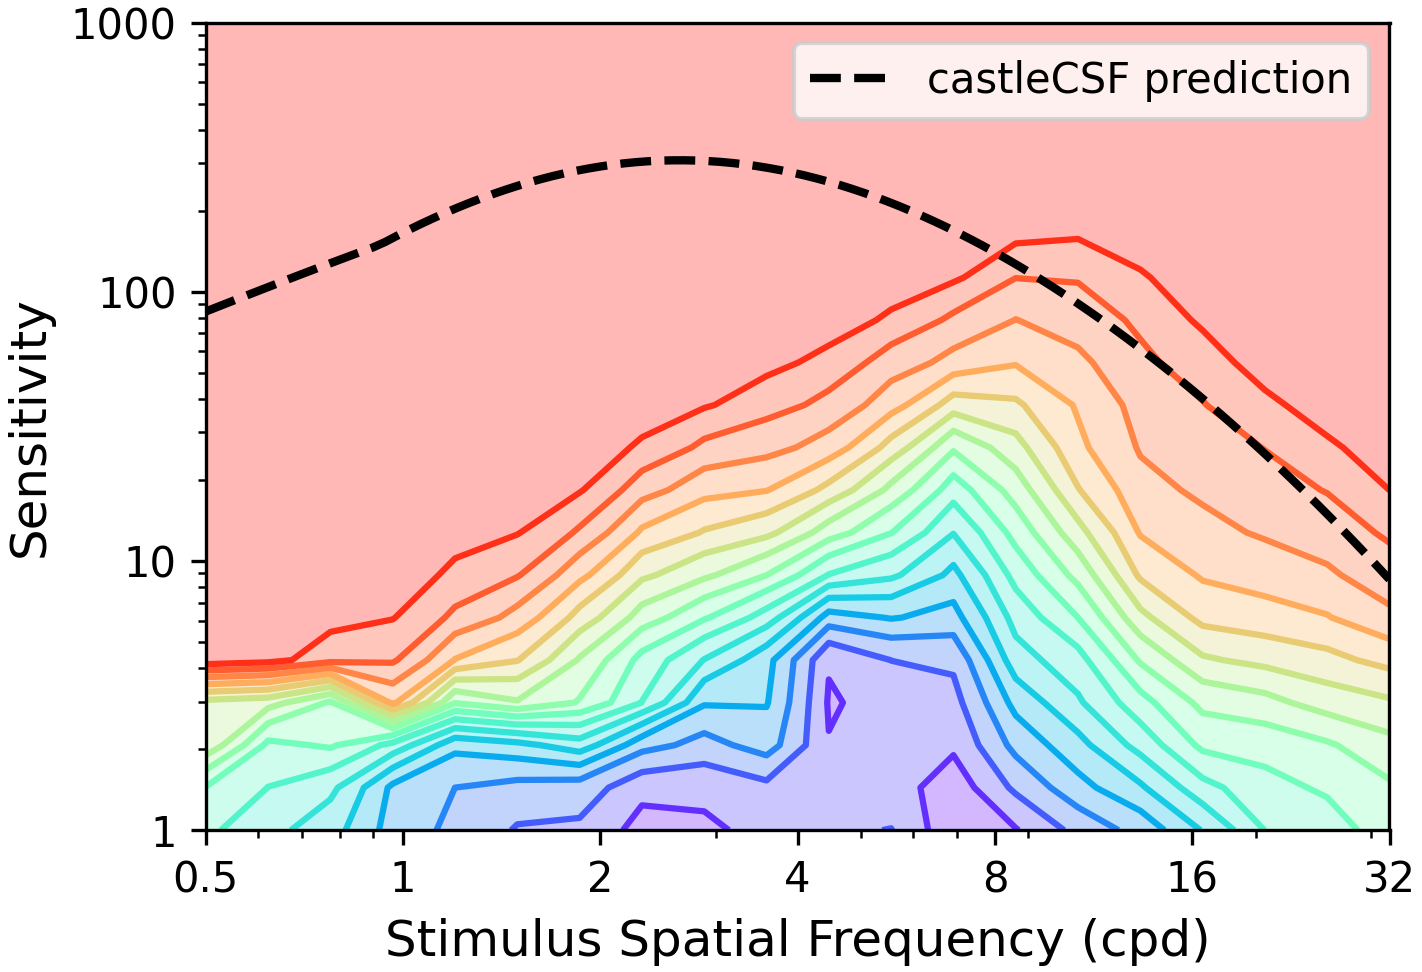 1000
castleCSF prediction
100
Sensitivity
10
1
0.5 1 2 4 8 16 32
Stimulus Spatial Frequency (cpd)